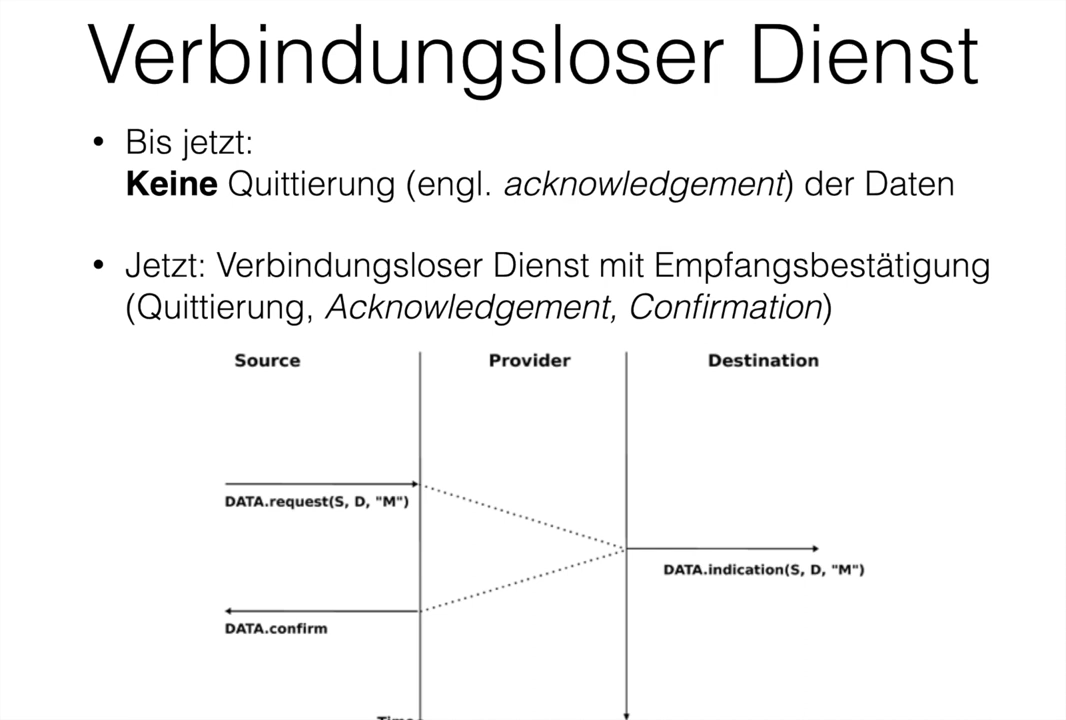 Verbindungsloser Dienst
• Bis jetzt:
Keine Quittierung (engl. acknowledgement) der Daten
• Jetzt: Verbindungsloser Dienst mit Empfangsbestätigung
(Quittierung, Acknowledgement, Confirmation)
Source Provider Destination
DATA.request(S, D, "M")
DATA.indication(S, D, "M")
DATA.confirm
Time